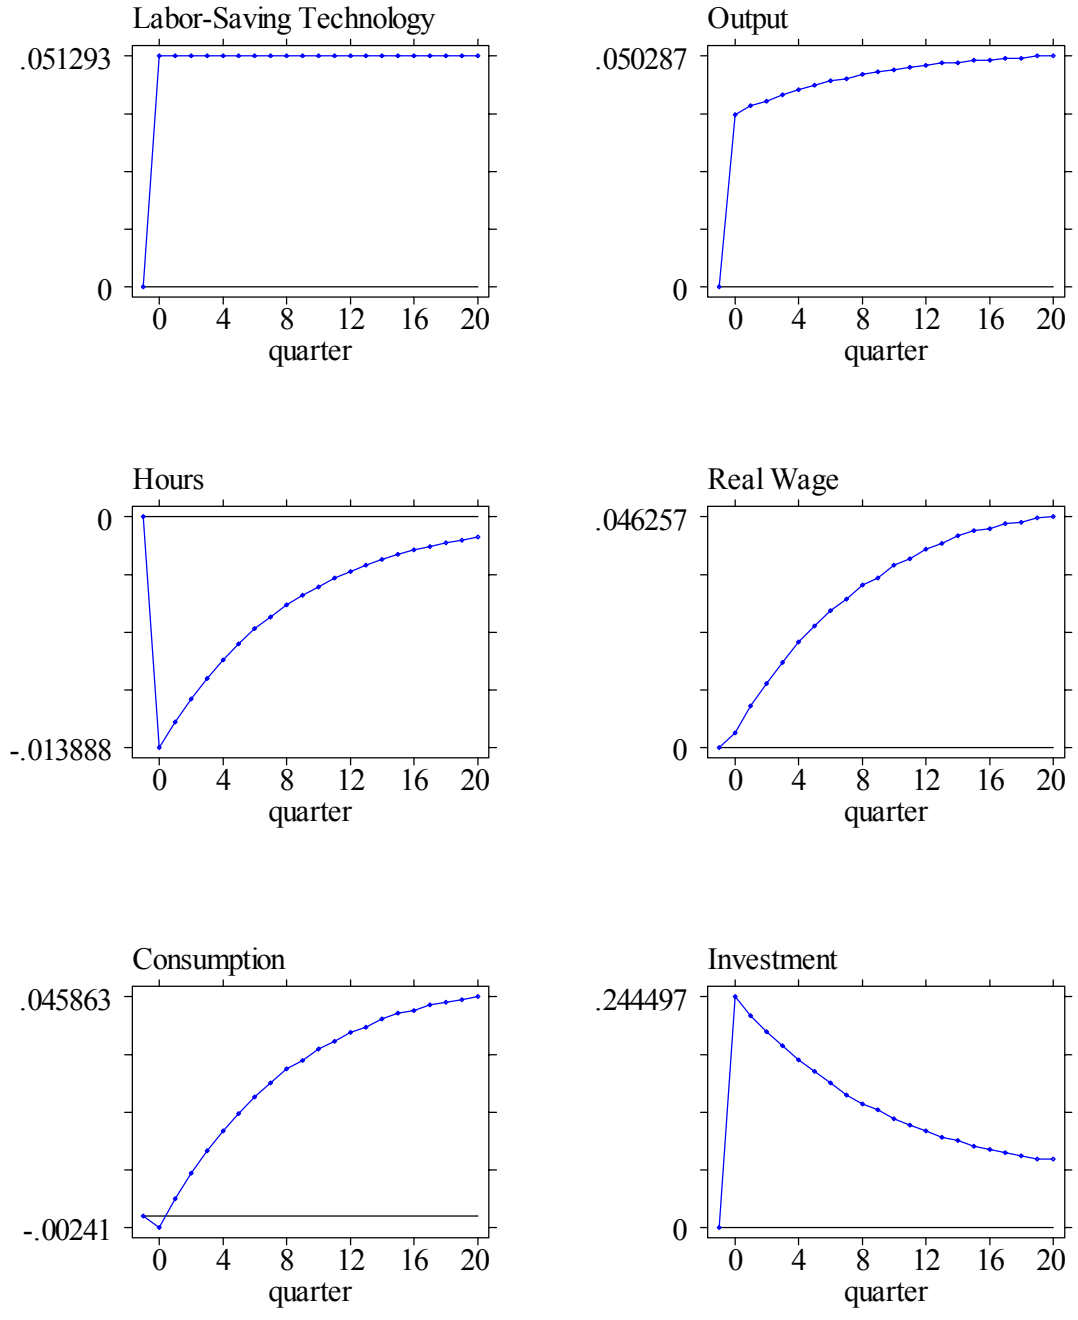 Labor-Saving Technology
.051293
0
0 4 8 12 16 20
quarter
Output
.050287
0
0 4 8 12 16 20
quarter
Hours
0
-.013888
0 4 8 12 16 20
quarter
Real Wage
.046257
0
0 4 8 12 16 20
quarter
Consumption
.045863
-.00241
0 4 8 12 16 20
quarter
Investment
.244497
0
0 4 8 12 16 20
quarter